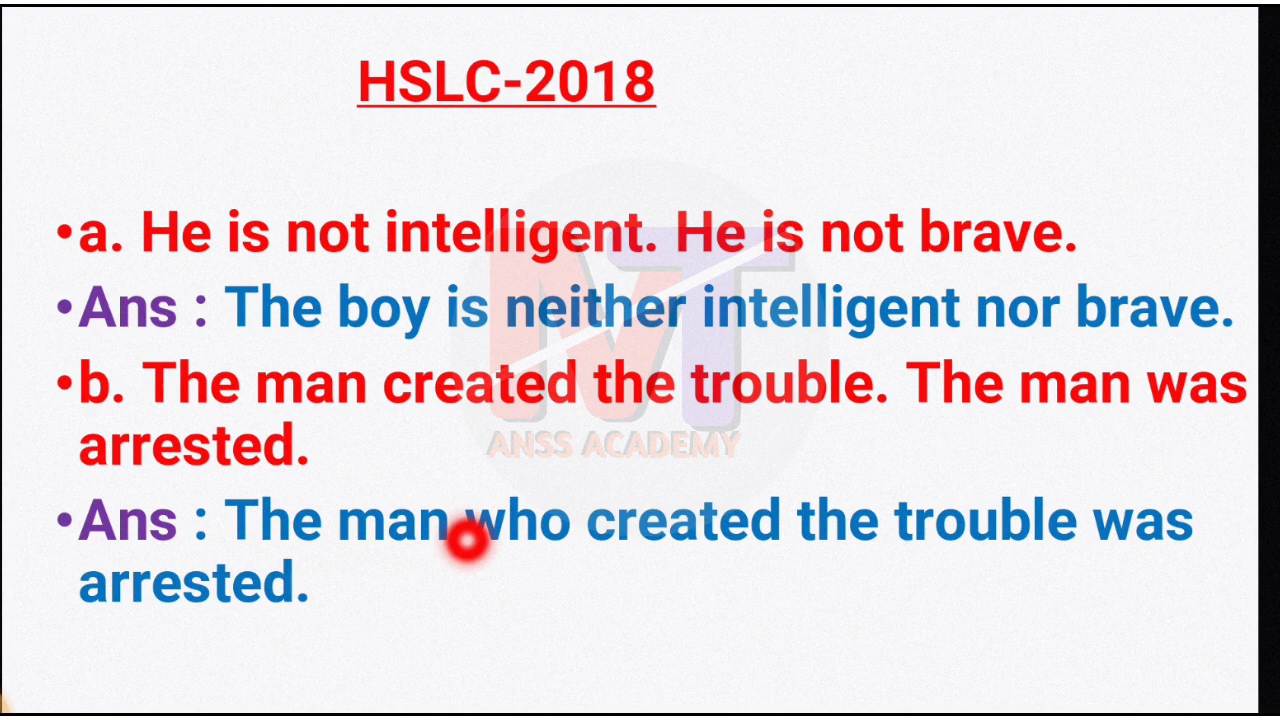 HSLC-2018
•a. He is not intelligent. He is not brave.
•Ans : The boy is neither intelligent nor brave.
•b. The man created the trouble. The man was
arrested.
•Ans : The man who created the trouble was
arrested.
NT
ANSS ACADEMY